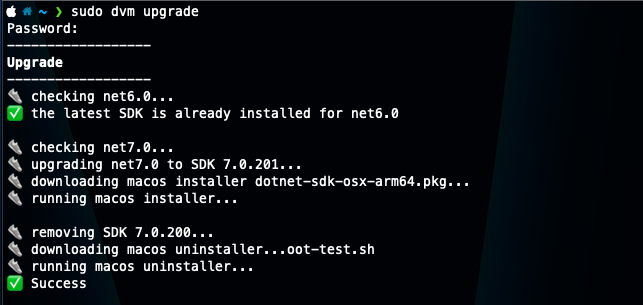 ~ ❯ sudo dvm upgrade
Password:
------------------
Upgrade
------------------
👟 checking net6.0...
✅ the latest SDK is already installed for net6.0
👟 checking net7.0...
👟 upgrading net7.0 to SDK 7.0.201...
👟 downloading macos installer dotnet-sdk-osx-arm64.pkg...
👟 running macos installer...
👟 removing SDK 7.0.200...
👟 downloading macos uninstaller...oot-test.sh
👟 running macos uninstaller...
✅ Success